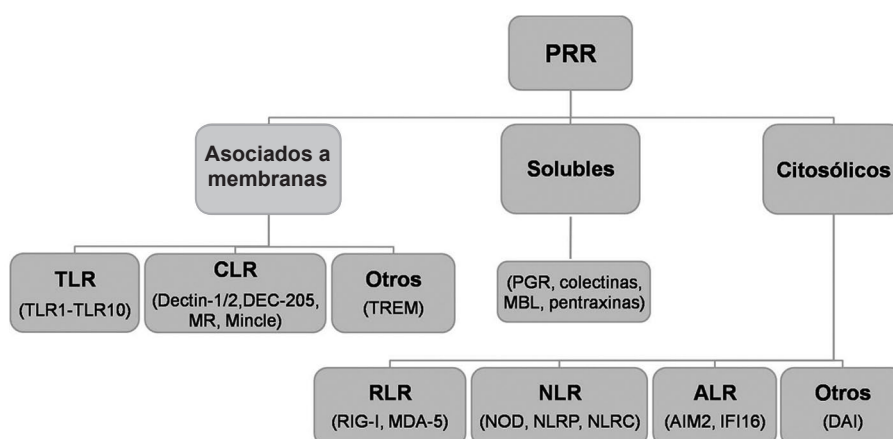 PRR
Asociados a
membranas
Solubles
Citosólicos
TLR
(TLR1-TLR10)
CLR
(Dectin-1/2,DEC-205,
MR, Mincle)
Otros
(TREM)
(PGR, colectinas,
MBL, pentraxinas)
RLR
(RIG-I, MDA-5)
NLR
(NOD, NLRP, NLRC)
ALR
(AIM2, IFI16)
Otros
(DAI)